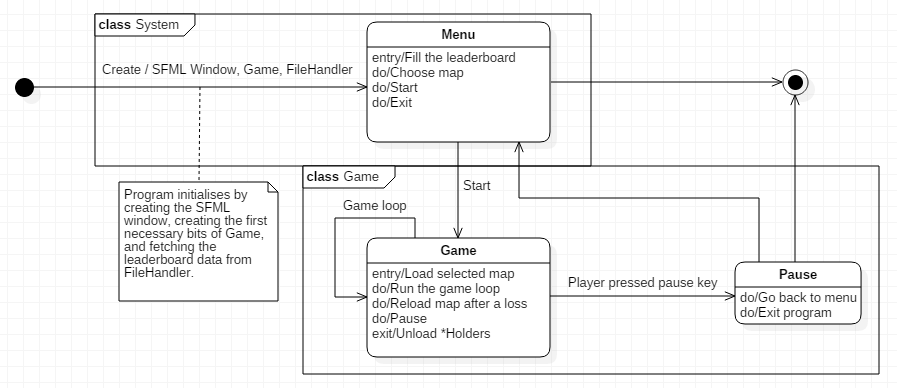 class System
Menu
entry/Fill the leaderboard
do/Choose map
do/Start
do/Exit
Create / SFML Window, Game, FileHandler
Program initialises by
creating the SFML
window, creating the first
necessary bits of Game,
and fetching the
leaderboard data from
FileHandler.
class Game
Start
Game loop
Game
entry/Load selected map
do/Run the game loop
do/Reload map after a loss
do/Pause
exit/Unload *Holders
Player pressed pause key
Pause
do/Go back to menu
do/Exit program